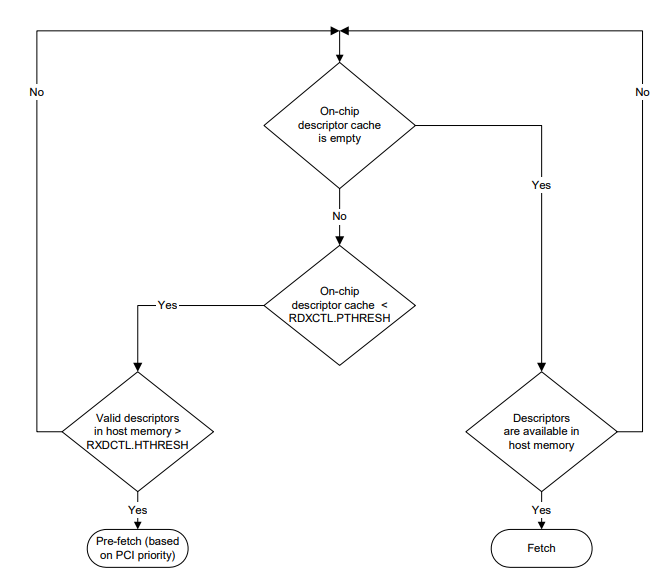 No
No
On-chip
descriptor cache
is empty
Yes
No
On-chip
descriptor cache <
RDXCTL.PTHRESH
Yes
Valid descriptors
in host memory >
RXDCTL.HTHRESH
Descriptors
are available in
host memory
Yes
Yes
Pre-fetch (based
on PCI priority)
Fetch